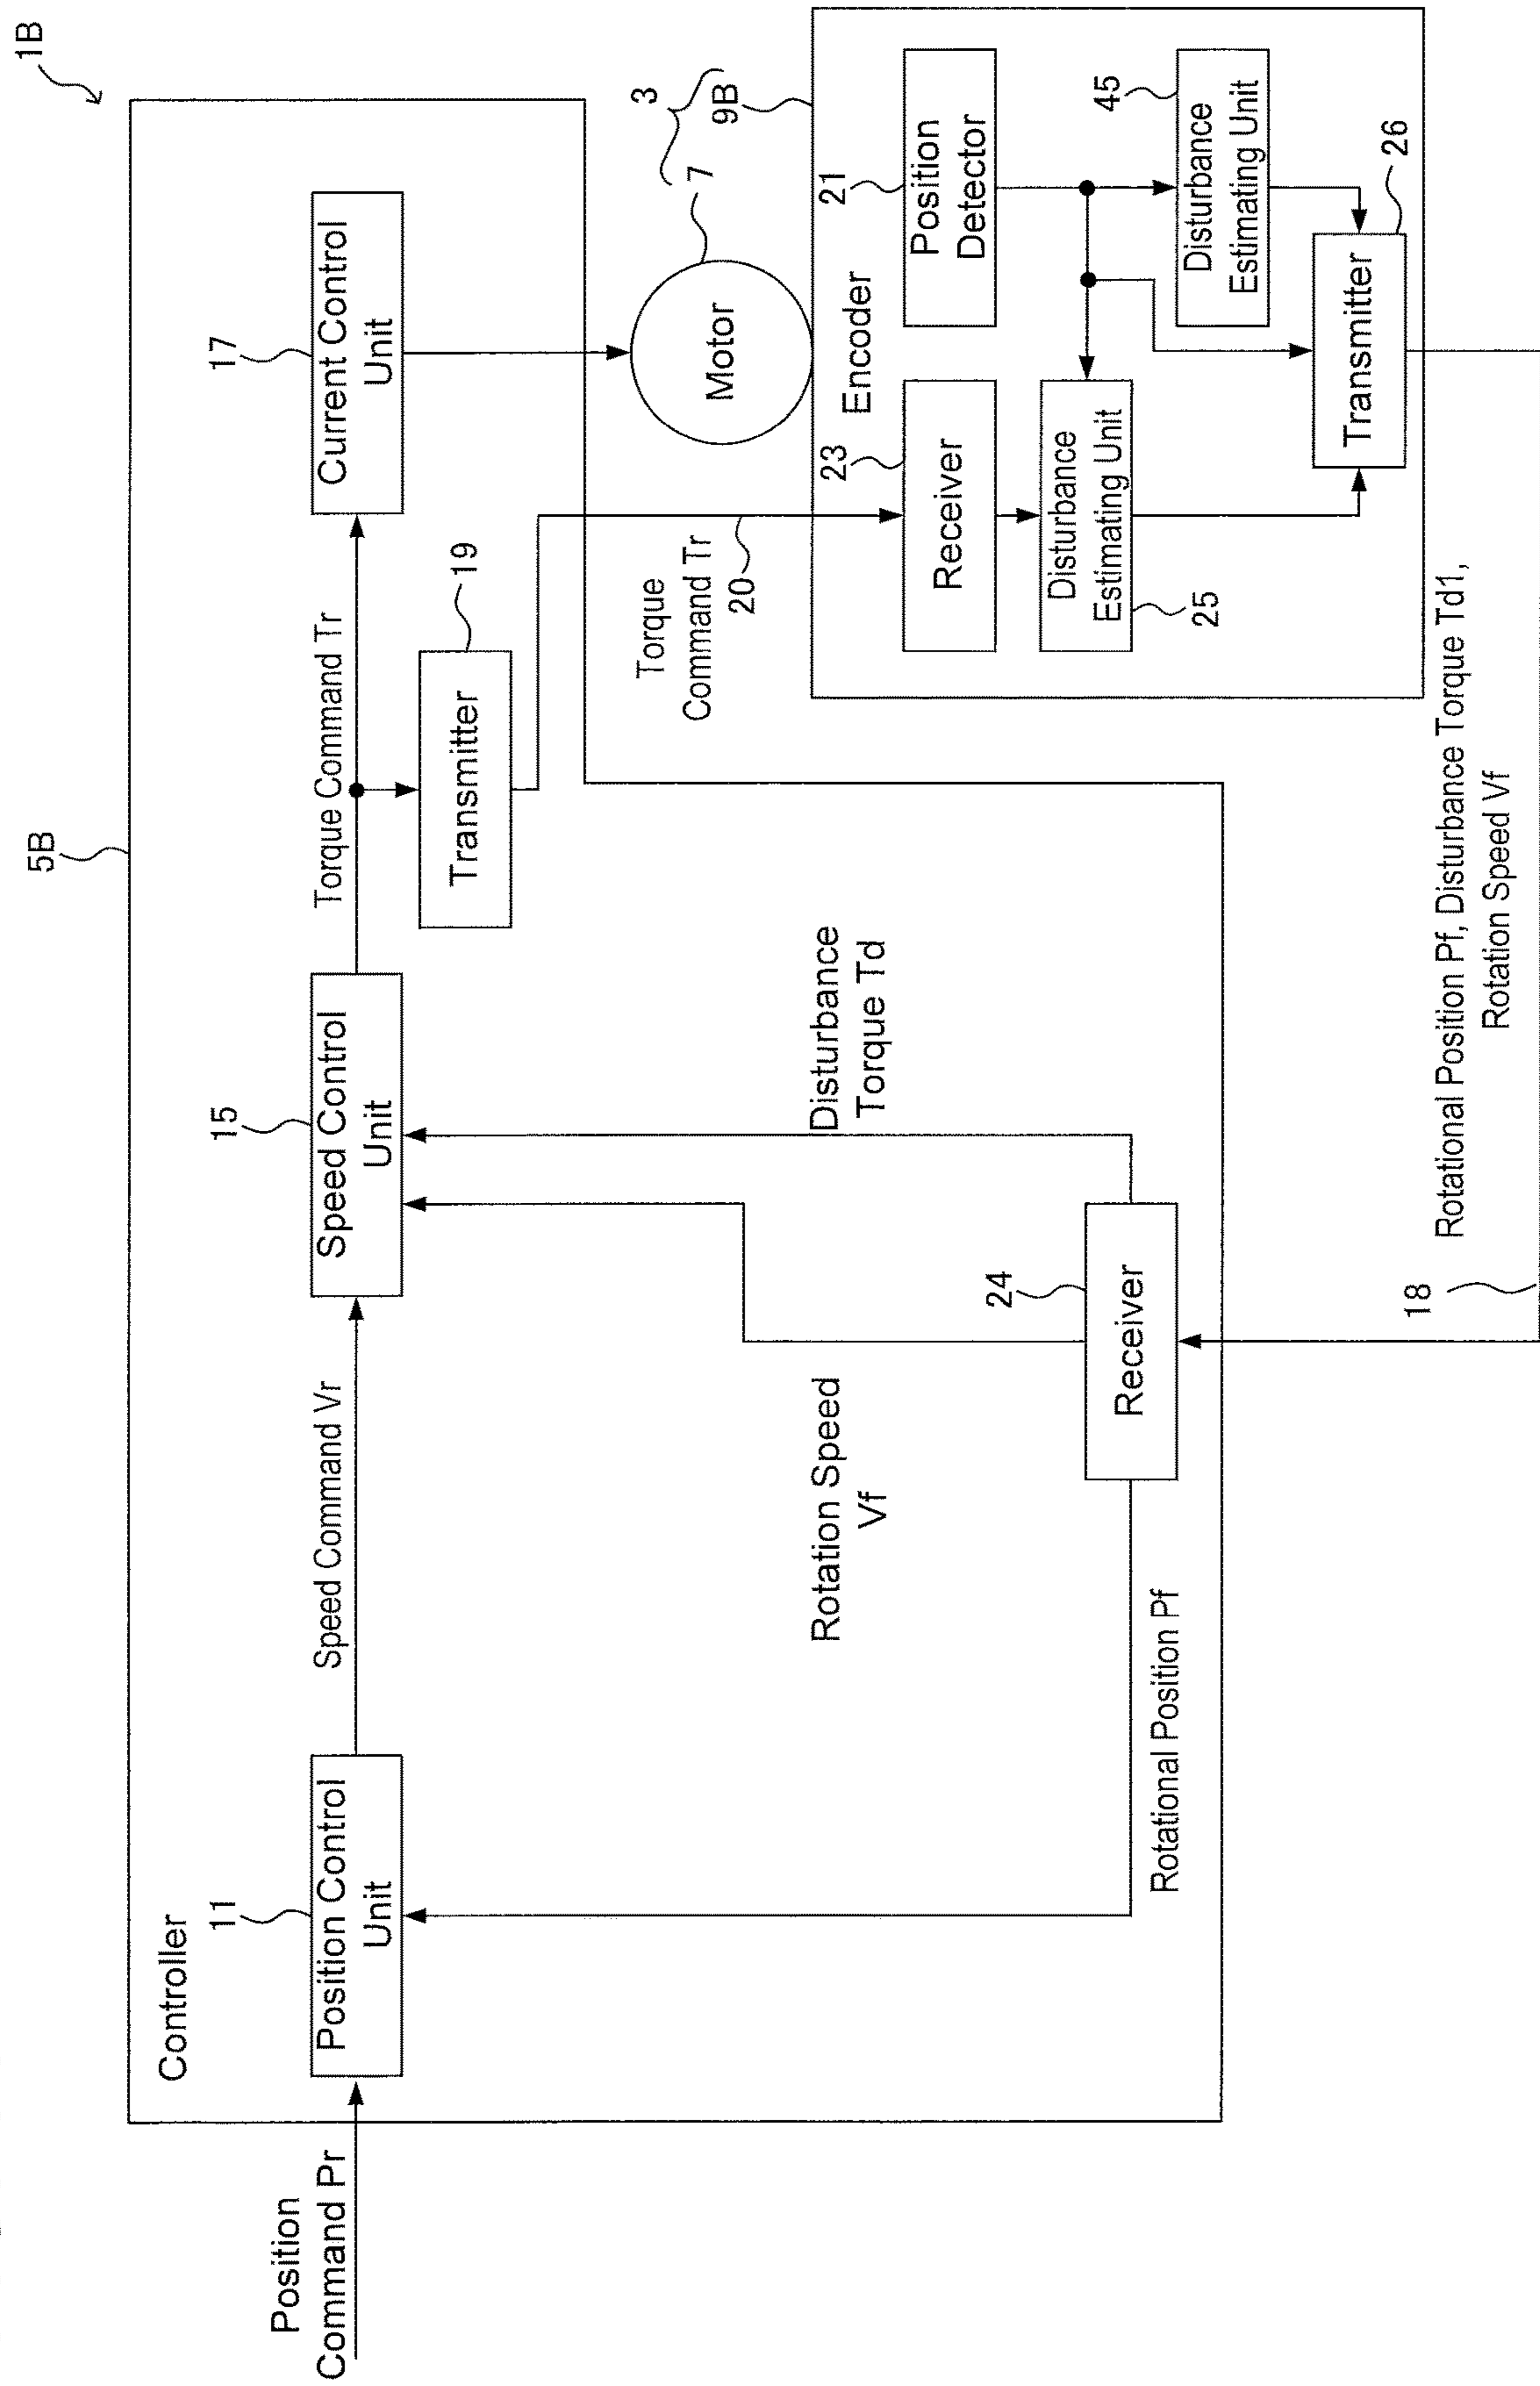 1B
5B
Controller
Position
Command Pr
11
Position Control
Unit
Speed Command Vr
15
Speed Control
Unit
Torque Command Tr
17
Current Control
Unit
19
Transmitter
Torque
Command Tr
20
3
7
9B
Motor
Encoder
21
Position
Detector
23
Receiver
Disturbance
Estimating Unit
25
45
Disturbance
Estimating Unit
26
Transmitter
Rotation Speed
Vf
Disturbance
Torque Td
24
Receiver
Rotational Position Pf
18
Rotational Position Pf, Disturbance Torque Td1,
Rotation Speed Vf